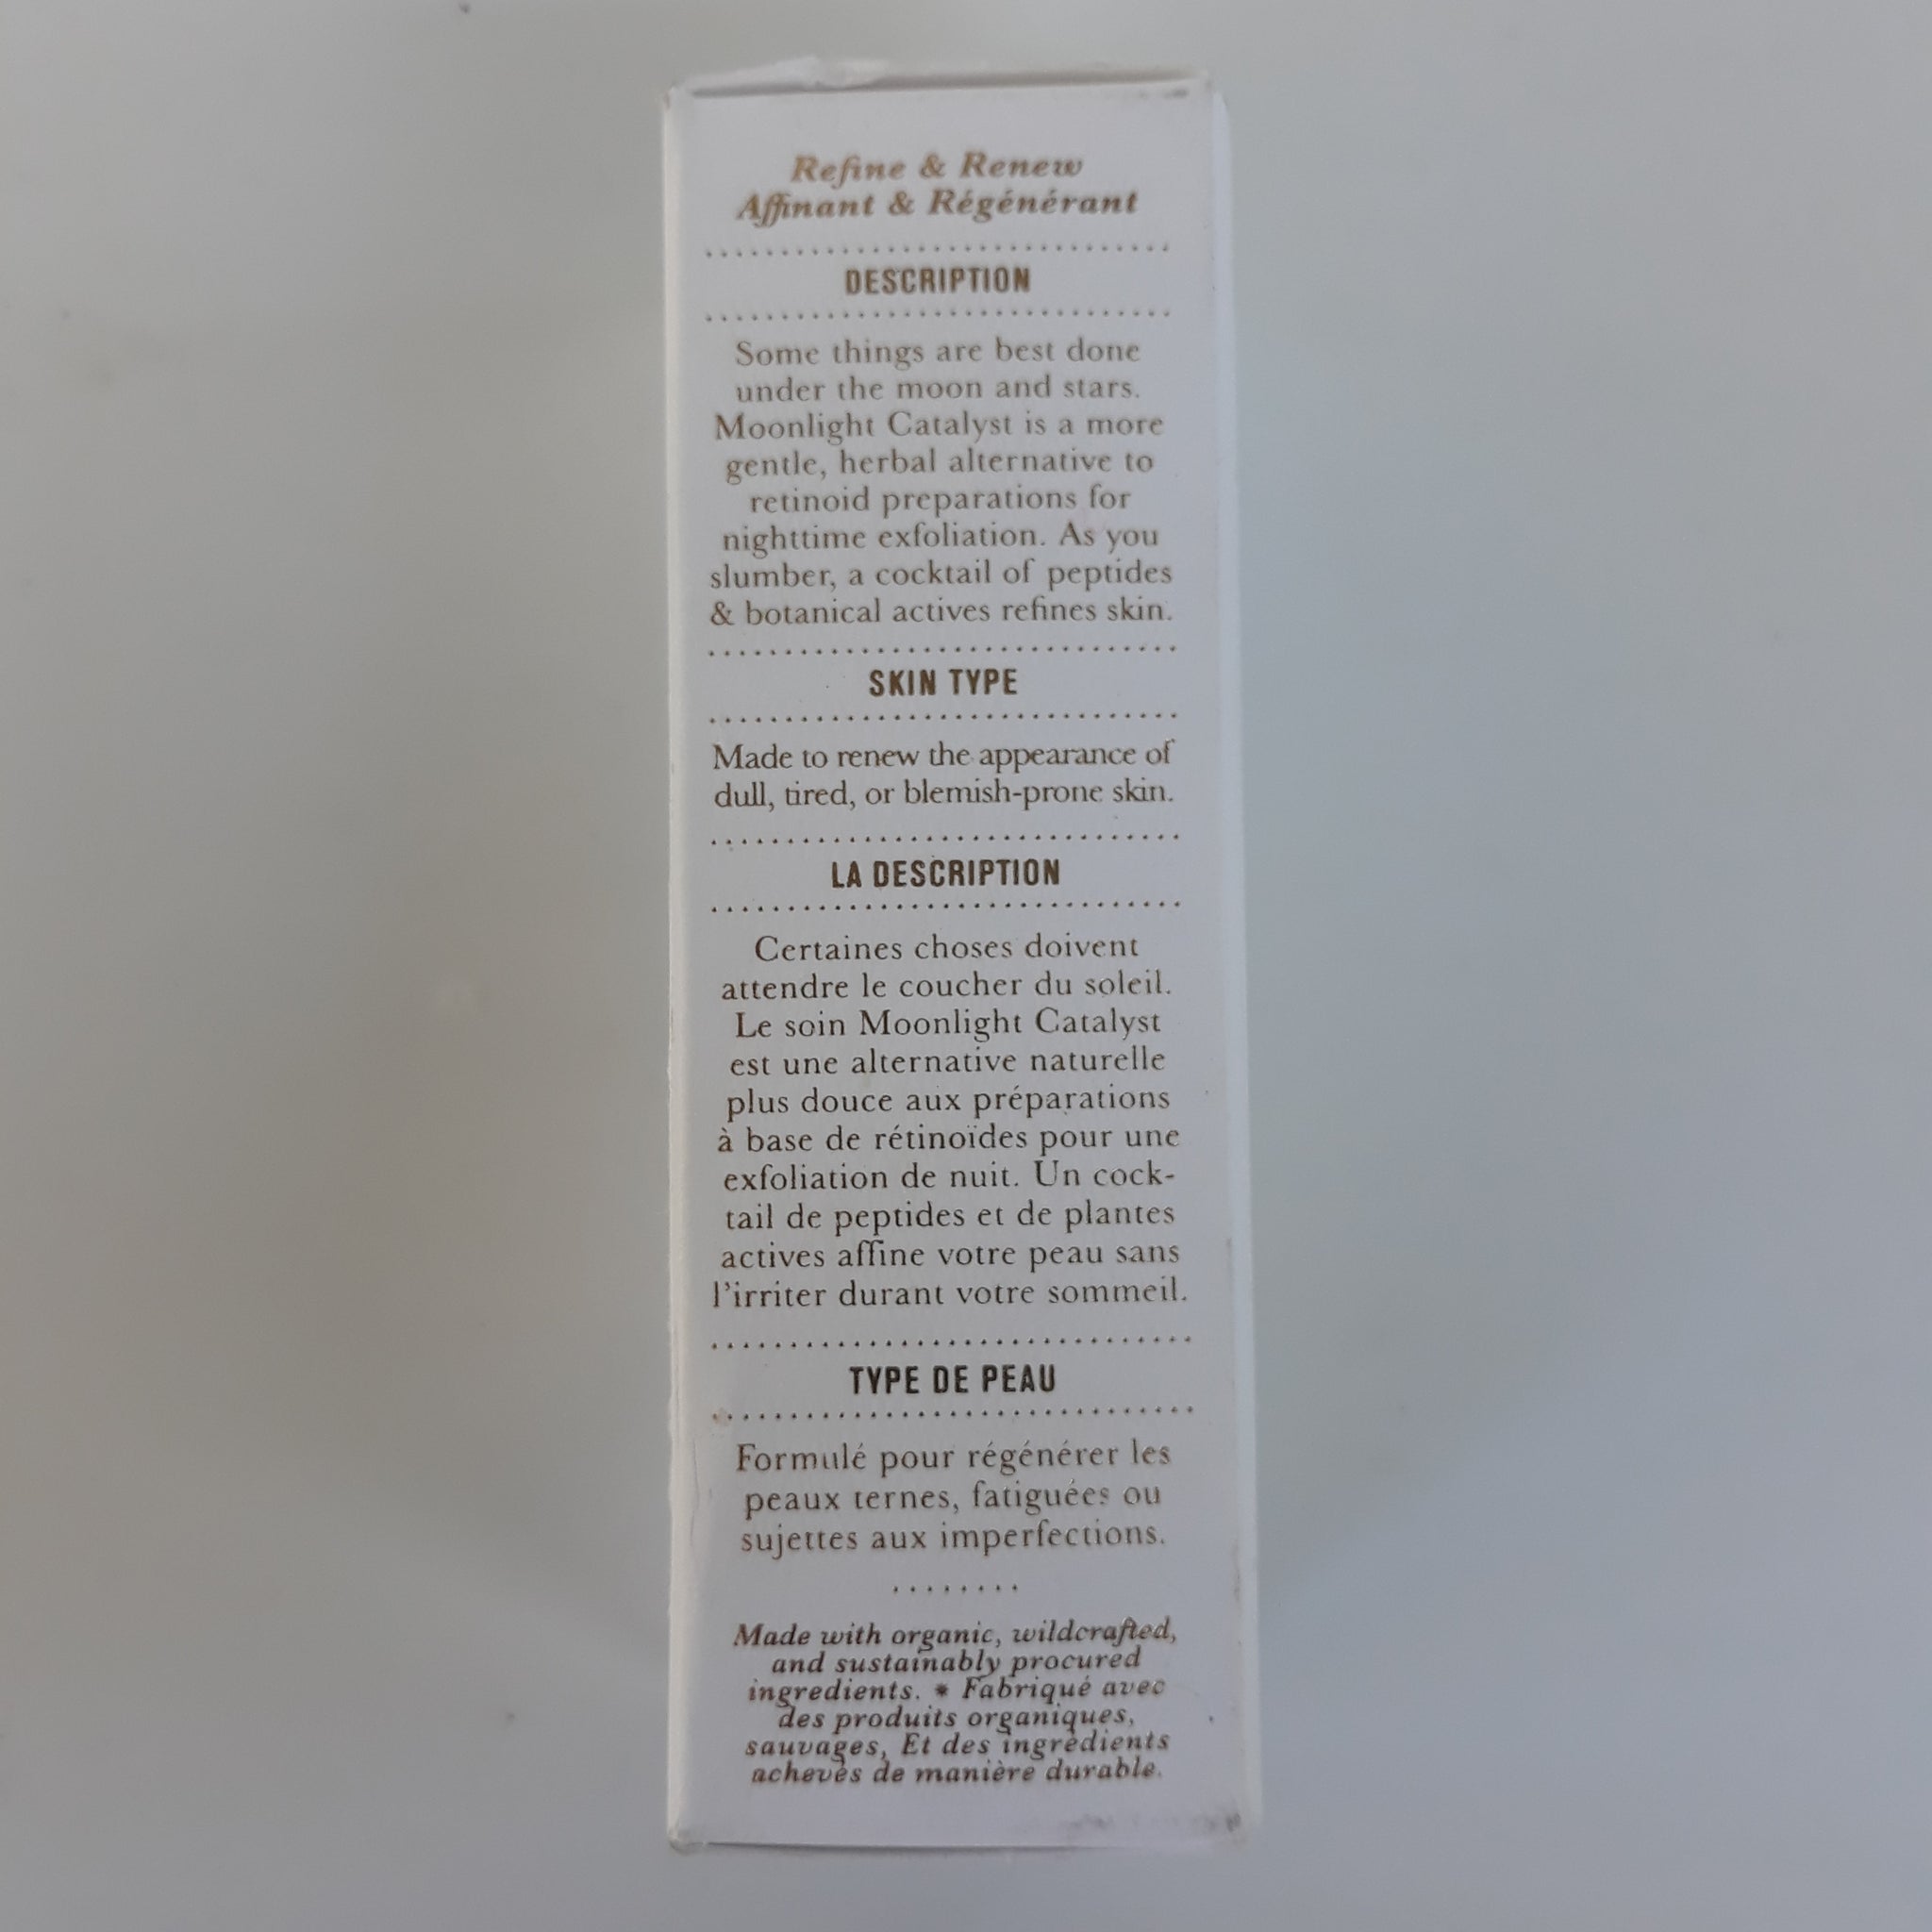 Refine & Renew
Affinant & Régénérant
DESCRIPTION
Some things are best done
under the moon and stars.
Moonlight Catalyst is a more
gentle, herbal alternative to
retinoid preparations for
nighttime exfoliation. As you
slumber, a cocktail of peptides
& botanical actives refines skin.
SKIN TYPE
Made to renew the appearance of
dull, tired, or blemish-prone skin.
LA DESCRIPTION
Certaines choses doivent
attendre le coucher du soleil.
Le soin Moonlight Catalyst
est une alternative naturelle
plus douce aux préparations
à base de rétinoïdes pour une
exfoliation de nuit. Un cock-
tail de peptides et de plantes
actives affine votre peau sans
l'irriter durant votre sommeil.
TYPE DE PEAU
Formulé pour régénérer les
peaux ternes, fatiguées ou
sujettes aux imperfections.
Made with organic, wildcrafted,
and sustainably procured
ingredients. * Fabriqué avec
des produits organiques,
sauvages, Et des ingrédients
achevés de manière durable.